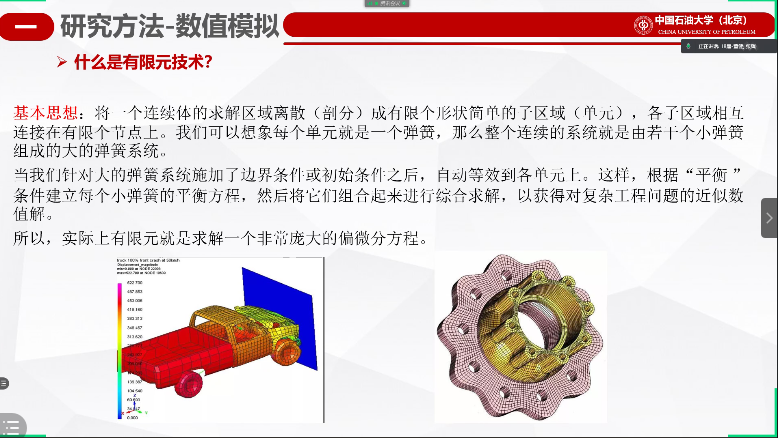 一
研究方法-数值模拟
中国石油大学（北京）
CHINA UNIVERSITY OF PETROLEUM
什么是有限元技术？
基本思想：将一个连续体的求解区域离散（剖分）成有限个形状简单的子区域（单元），各子区域相互
连接在有限个节点上。我们可以想象每个单元就是一个弹簧，那么整个连续的系统就是由若干个小弹簧
组成的大的弹簧系统。
当我们针对大的弹簧系统施加了边界条件或初始条件之后，自动等效到各单元上。这样，根据“平衡”
条件建立每个小弹簧的平衡方程，然后将它们组合起来进行综合求解，以获得对复杂工程问题的近似数
值解。
所以，实际上有限元就是求解一个非常庞大的偏微分方程。
Displacement_magnitude
0.000